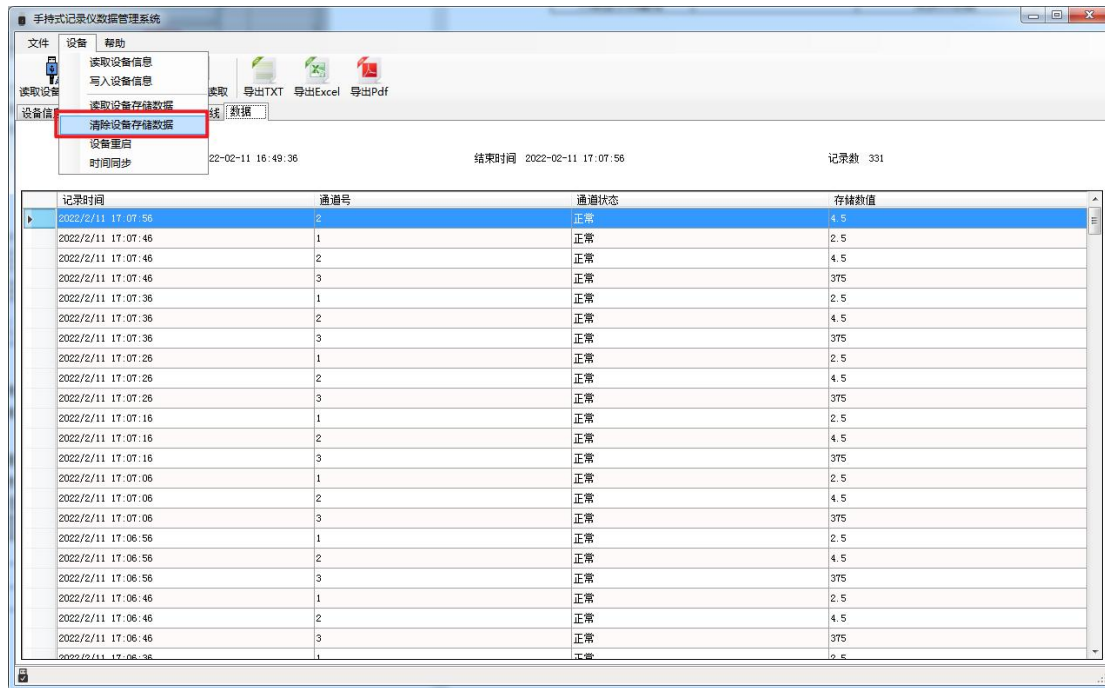 手持式记录仪数据管理系统
文件 设备 帮助
读取设备信息
写入设备信息
读取设备存储数据
清除设备存储数据
设备重启
时间同步
读取设备 读取 导出TXT 导出Excel 导出Pdf
设备信息 线 数据
22-02-11 16:49:36 结束时间 2022-02-11 17:07:56 记录数 331
记录时间 通道号 通道状态 存储数值
2022/2/11 17:07:56 2 正常 4.5
2022/2/11 17:07:46 1 正常 2.5
2022/2/11 17:07:46 2 正常 4.5
2022/2/11 17:07:46 3 正常 375
2022/2/11 17:07:36 1 正常 2.5
2022/2/11 17:07:36 2 正常 4.5
2022/2/11 17:07:36 3 正常 375
2022/2/11 17:07:26 1 正常 2.5
2022/2/11 17:07:26 2 正常 4.5
2022/2/11 17:07:26 3 正常 375
2022/2/11 17:07:16 1 正常 2.5
2022/2/11 17:07:16 2 正常 4.5
2022/2/11 17:07:16 3 正常 375
2022/2/11 17:07:06 1 正常 2.5
2022/2/11 17:07:06 2 正常 4.5
2022/2/11 17:07:06 3 正常 375
2022/2/11 17:06:56 1 正常 2.5
2022/2/11 17:06:56 2 正常 4.5
2022/2/11 17:06:56 3 正常 375
2022/2/11 17:06:46 1 正常 2.5
2022/2/11 17:06:46 2 正常 4.5
2022/2/11 17:06:46 3 正常 375
2022/2/11 17:06:36 1 正常 2.5